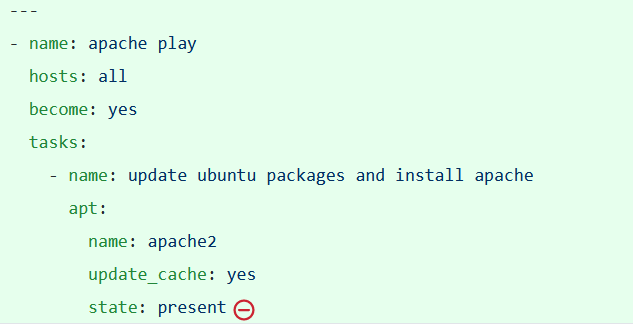 ---
- name: apache play
  hosts: all
  become: yes
  tasks:
    - name: update ubuntu packages and install apache
      apt:
        name: apache2
        update_cache: yes
        state: present